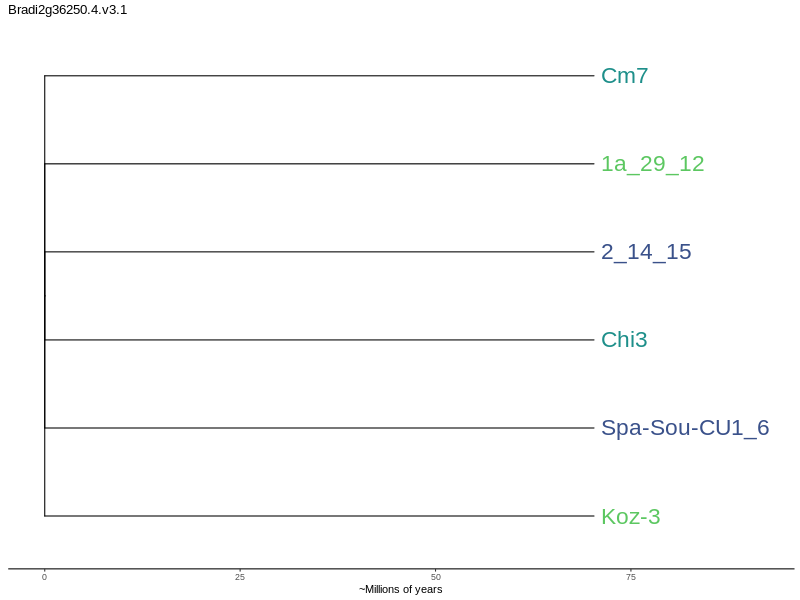 Bradi2g36250.4.v3.1
Cm7
1a_29_12
2_14_15
Chi3
Spa-Sou-CU1_6
Koz-3
0 25 50 75
~Millions of years